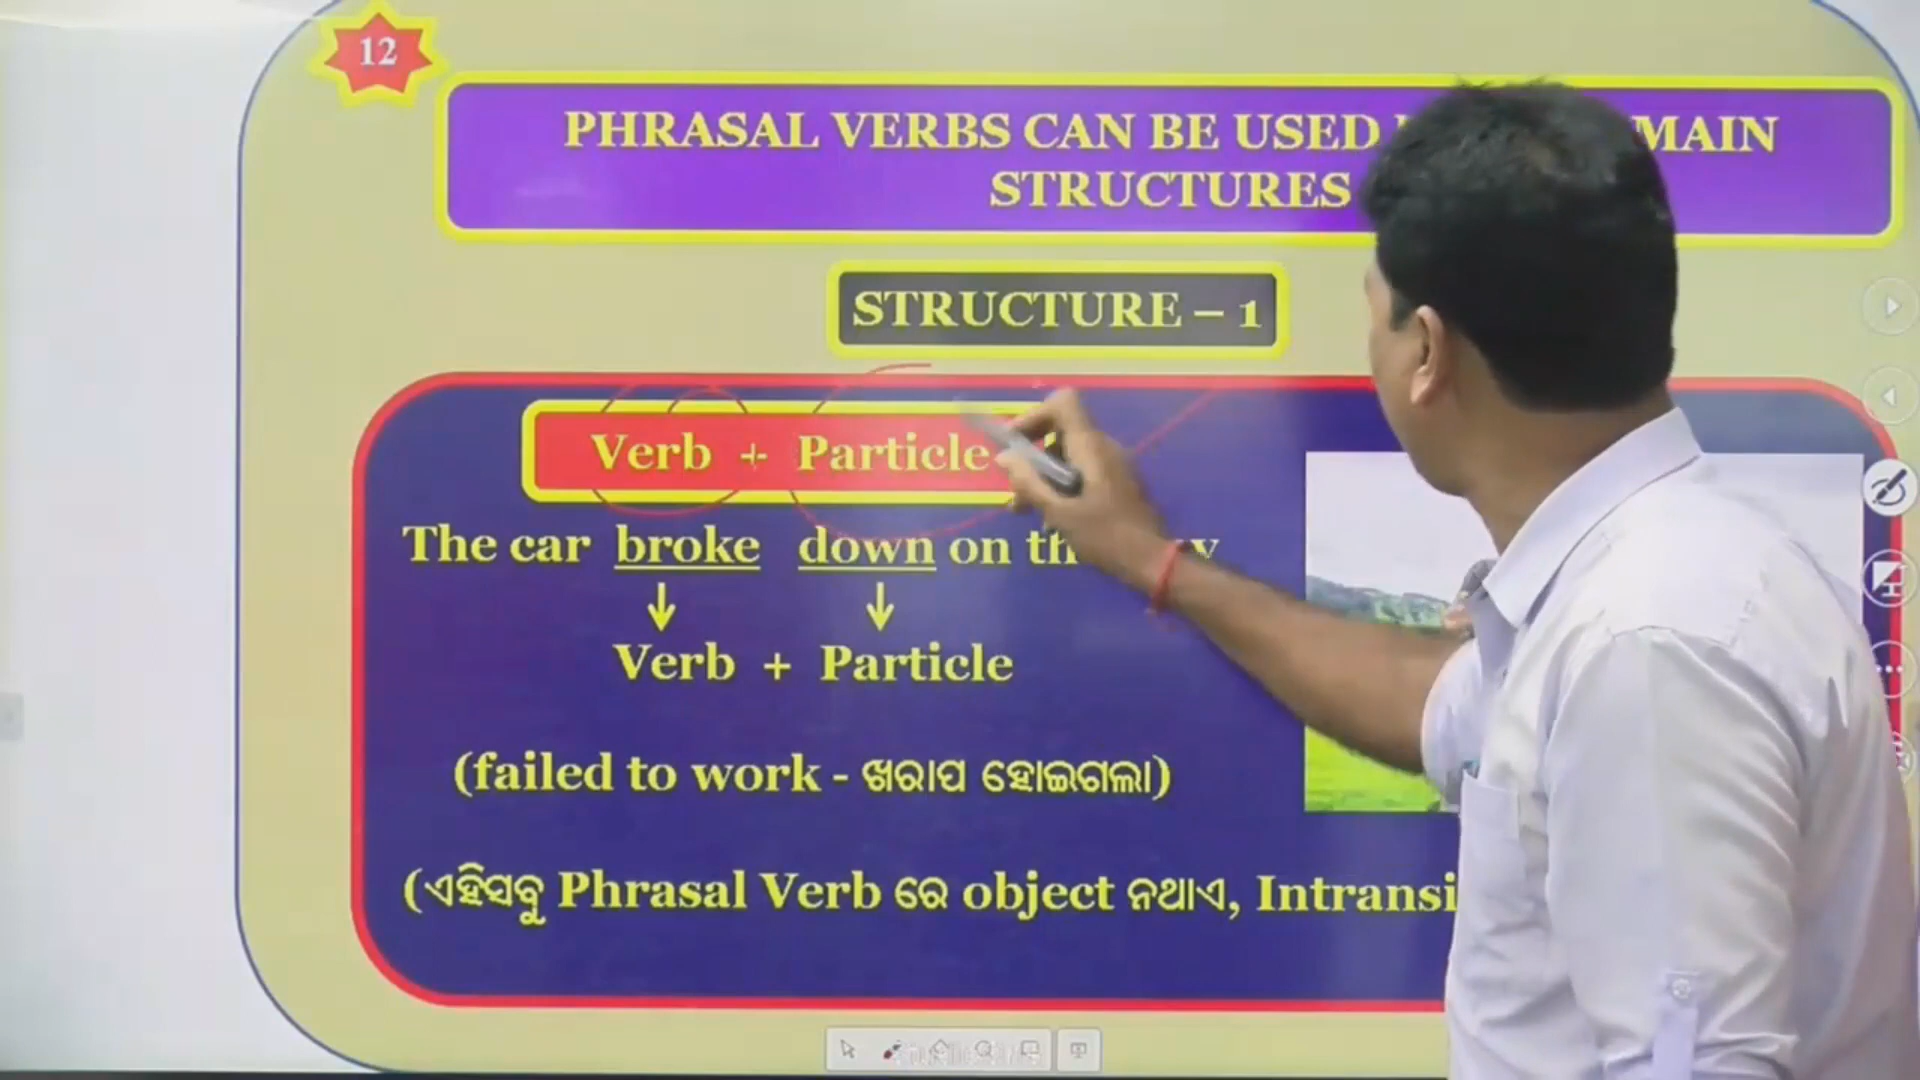 12
PHRASAL VERBS CAN BE USED MAIN
STRUCTURES
STRUCTURE – 1
Verb + Particle
The car broke down on
Verb + Particle
(failed to work - ଖରାପ ହୋଇଗଲା)
(ଏହିସବୁ Phrasal Verb ରେ object ନଥାଏ,